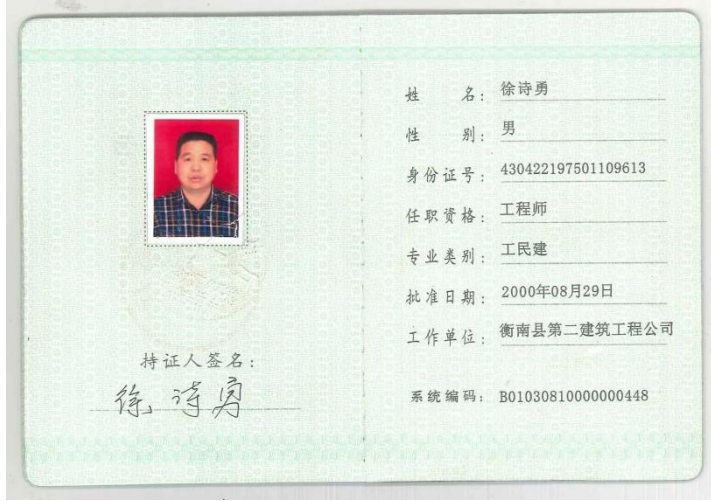 持证人签名：
徐诗勇
姓 名：徐诗勇
性 别：男
身份证号：430422197501109613
任职资格：工程师
专业类别：工民建
批准日期：2000年08月29日
工作单位：衡南县第二建筑工程公司
系统编码：B01030810000000448